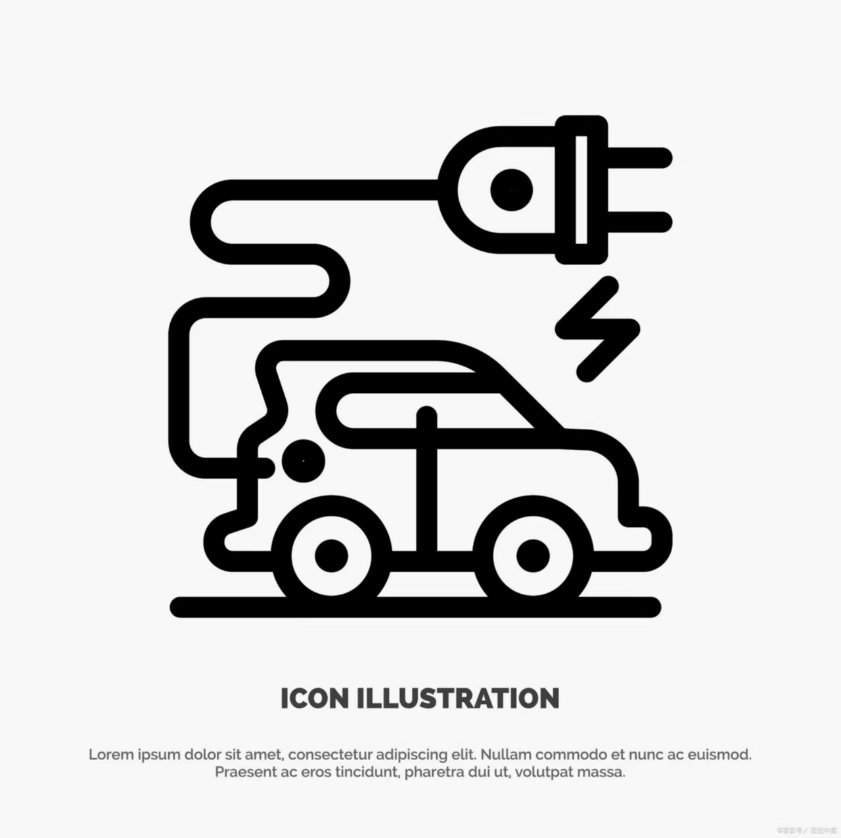 ICON ILLUSTRATION
Lorem ipsum dolor sit amet, consectetur adipiscing elit. Nullam commodo et nunc ac euismod.
Praesent ac eros tincidunt, pharetra dui ut, volutpat massa.